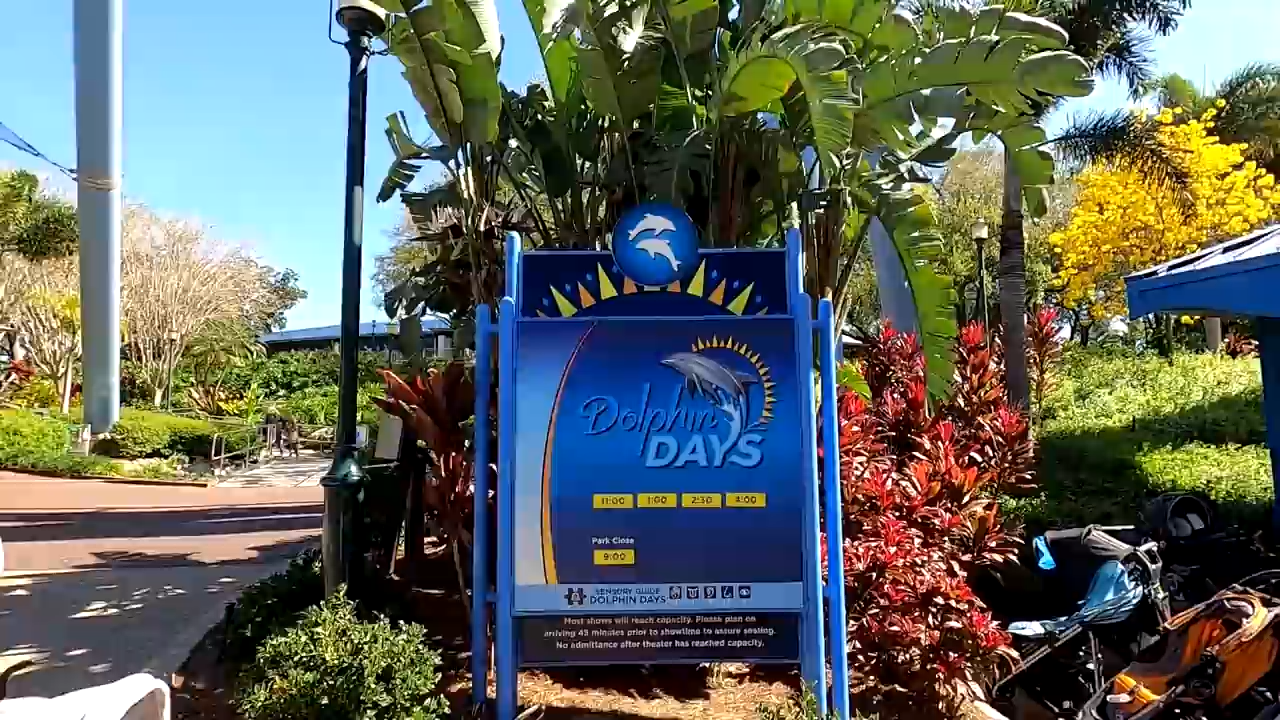 Dolphin
DAYS
11:00 1:00 2:30 4:00
Park Close
9:00
SENSORY GUIDE
DOLPHIN DAYS
Most shows will reach capacity. Please plan on
arriving 45 minutes prior to showtime to assure seating.
No admittance after theater has reached capacity.